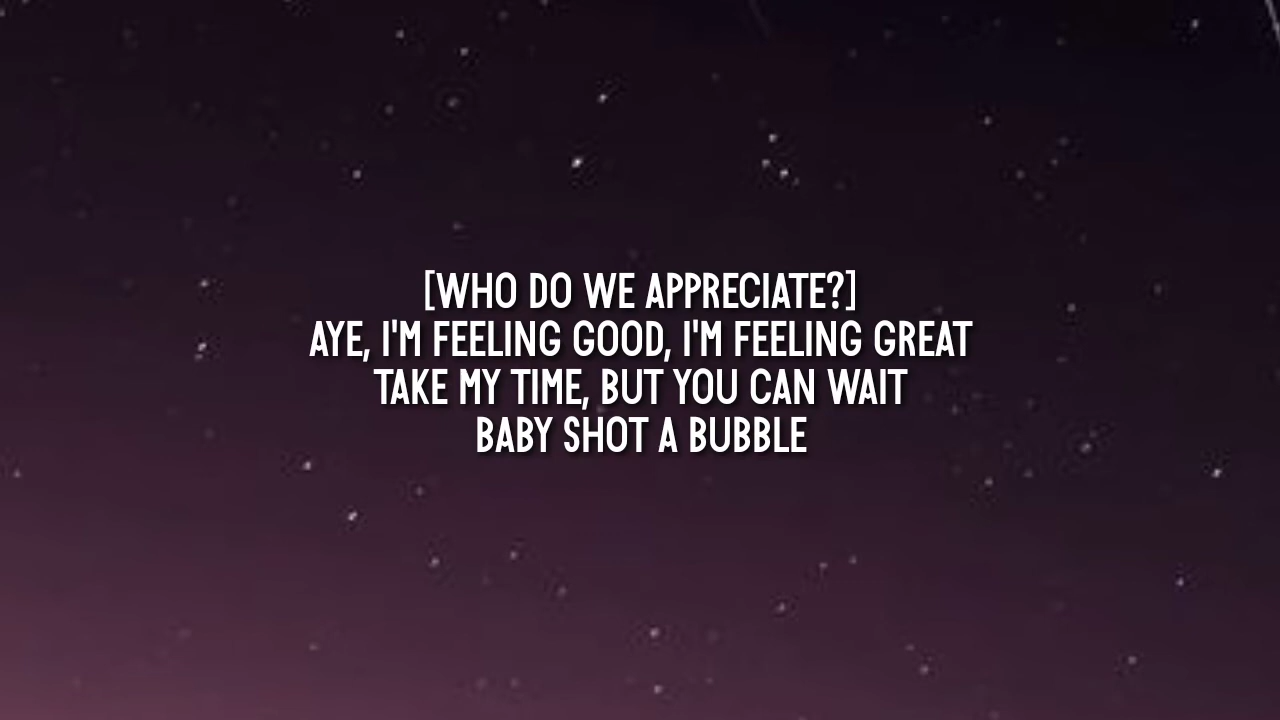 [WHO DO WE APPRECIATE?]
AYE, I'M FEELING GOOD, I'M FEELING GREAT
TAKE MY TIME, BUT YOU CAN WAIT
BABY SHOT A BUBBLE